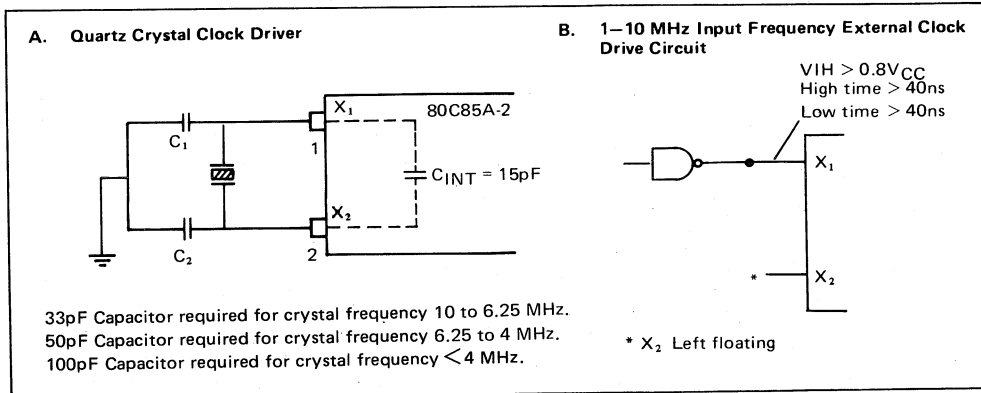 A. Quartz Crystal Clock Driver
X₁
80C85A-2
C₁
1
CINT = 15pF
X₂
C₂
2
33pF Capacitor required for crystal frequency 10 to 6.25 MHz.
50pF Capacitor required for crystal frequency 6.25 to 4 MHz.
100pF Capacitor required for crystal frequency <4 MHz.
B. 1—10 MHz Input Frequency External Clock
Drive Circuit
VIH > 0.8VCC
High time > 40ns
Low time > 40ns
X₁
*
X₂
* X₂ Left floating